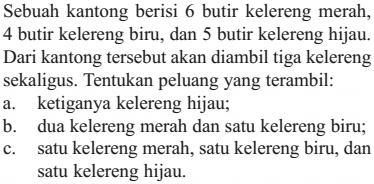 Sebuah kantong berisi 6 butir kelereng merah,
4 butir kelereng biru, dan 5 butir kelereng hijau.
Dari kantong tersebut akan diambil tiga kelereng
sekaligus. Tentukan peluang yang terambil:
a. ketiganya kelereng hijau;
b. dua kelereng merah dan satu kelereng biru;
c. satu kelereng merah, satu kelereng biru, dan
satu kelereng hijau.